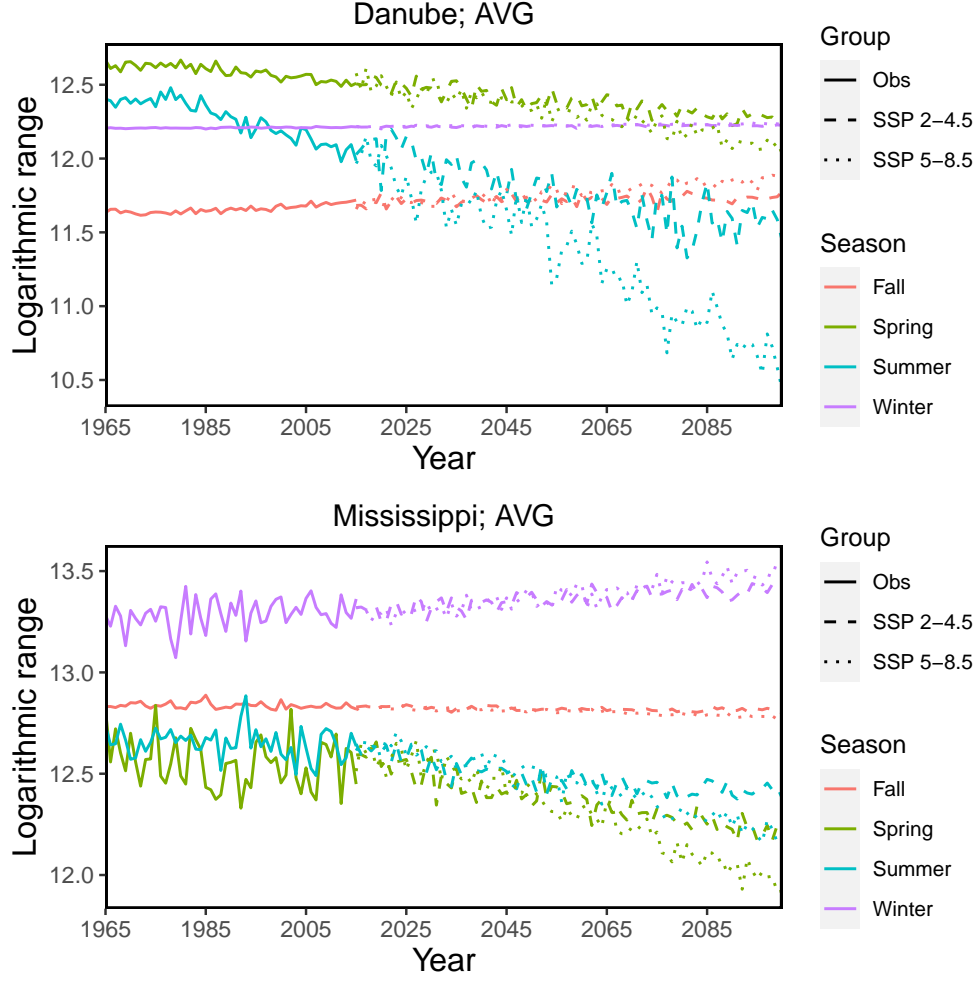 Danube; AVG
Logarithmic range
12.5
12.0
11.5
11.0
10.5
1965 1985 2005 2025 2045 2065 2085
Year
Group
Obs
SSP 2−4.5
SSP 5−8.5
Season
Fall
Spring
Summer
Winter
Mississippi; AVG
Logarithmic range
13.5
13.0
12.5
12.0
1965 1985 2005 2025 2045 2065 2085
Year
Group
Obs
SSP 2−4.5
SSP 5−8.5
Season
Fall
Spring
Summer
Winter